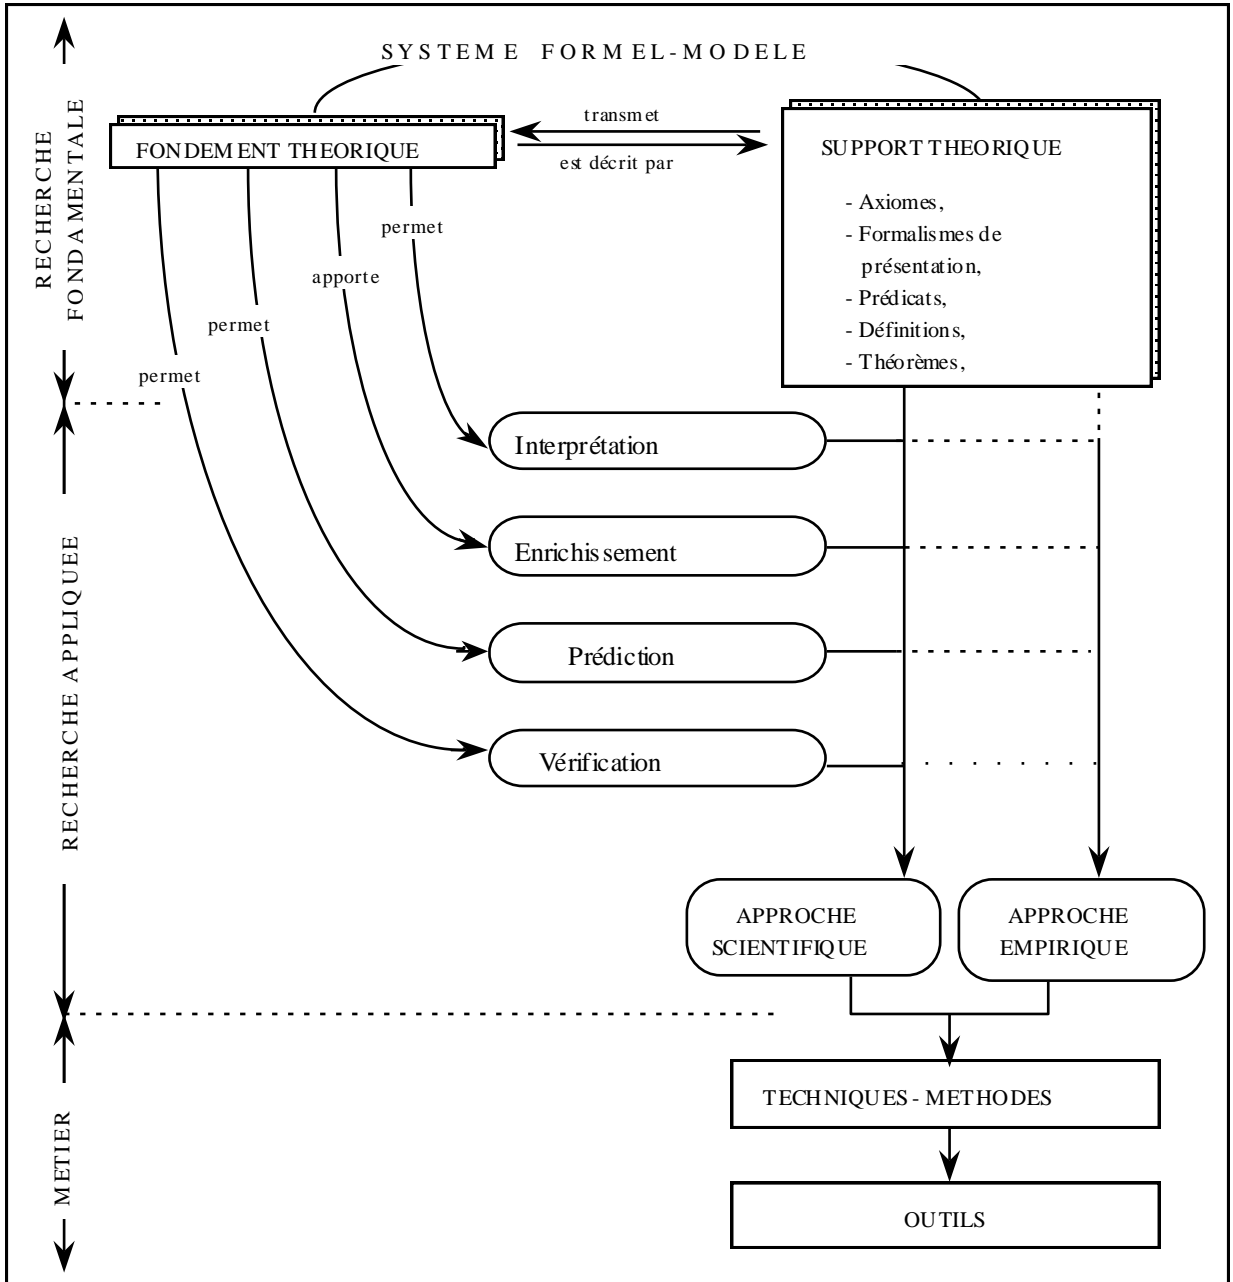 SYSTEME FORMEL-MODELE
RECHERCHE
FONDAMENTALE
FONDEMENT THEORIQUE
transmet
est décrit par
SUPPORT THEORIQUE
- Axiomes,
- Formalismes de
présentation,
- Prédicats,
- Définitions,
- Théorèmes,
permet
apporte
permet
permet
RECHERCHE APPLIQUEE
Interprétation
Enrichissement
Prédiction
Vérification
APPROCHE
SCIENTIFIQUE
APPROCHE
EMPIRIQUE
METIER
TECHNIQUES - METHODES
OUTILS